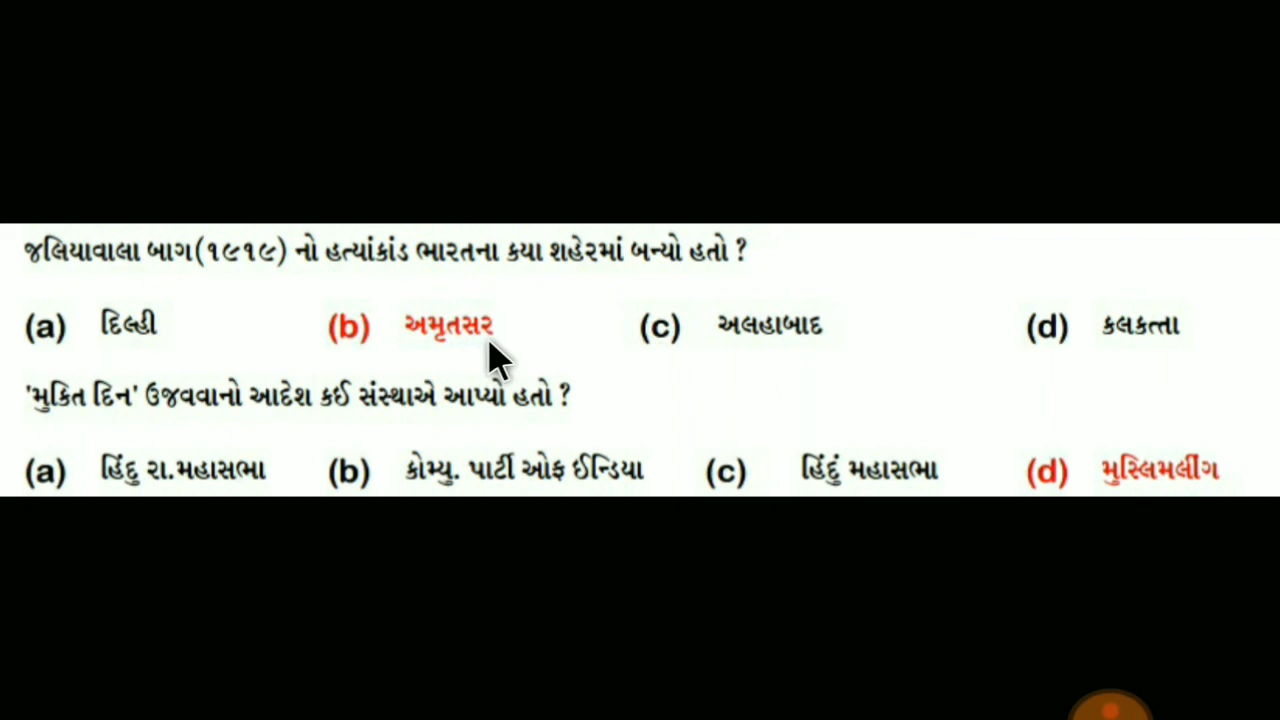 જલિયાવાલા બાગ(૧૯૧૯) નો હત્યાંકાંડ ભારતના કયા શહેરમાં બન્યો હતો ?
(a) દિલ્હી (b) અમૃતસર (c) અલહાબાદ (d) કલકત્તા
'મુકિત દિન' ઉજવવાનો આદેશ કઈ સંસ્થાએ આપ્યો હતો ?
(a) હિંદુ રા.મહાસભા (b) કોમ્યુ. પાર્ટી ઓફ ઈન્ડિયા (c) હિંદું મહાસભા (d) મુસ્લિમલીંગ